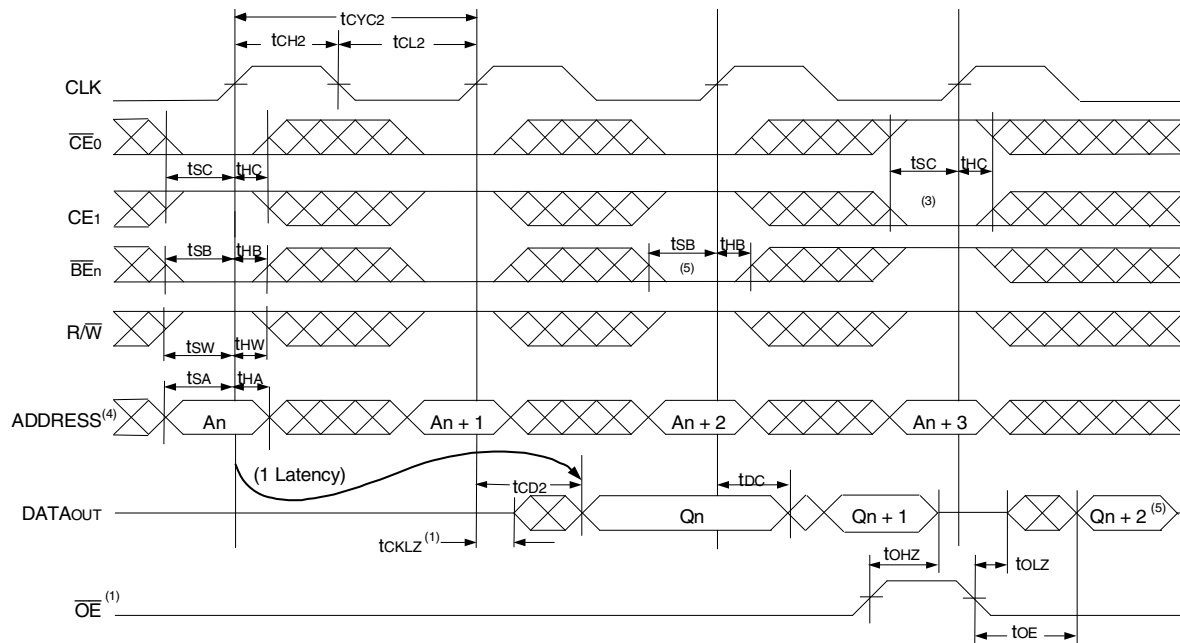 tCYC2
tCH2 tCL2
CLK
CE0
tSC tHC tSC tHC
CE1 (3)
tSB tHB tSB tHB
BEn (5)
R/W
tSW tHW
tSA tHA
ADDRESS(4) An An + 1 An + 2 An + 3
(1 Latency) tCD2 tDC
DATAOUT Qn Qn + 1 Qn + 2 (5)
tCKLZ(1)
tOHZ tOLZ
OE (1)
tOE